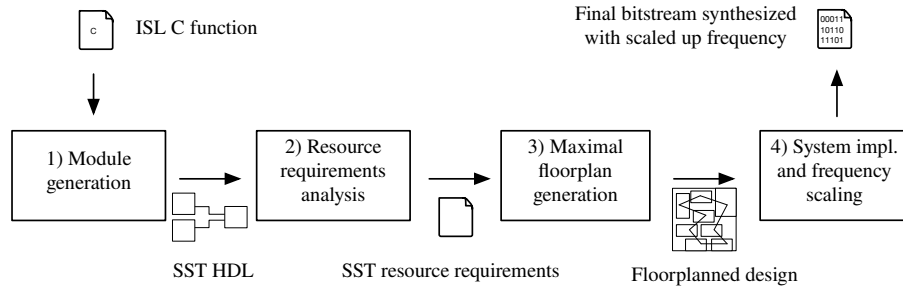 C
ISL C function
Final bitstream synthesized
with scaled up frequency
00011
10110
11101
1) Module
generation
2) Resource
requirements
analysis
3) Maximal
floorplan
generation
4) System impl.
and frequency
scaling
SST HDL
SST resource requirements
Floorplanned design